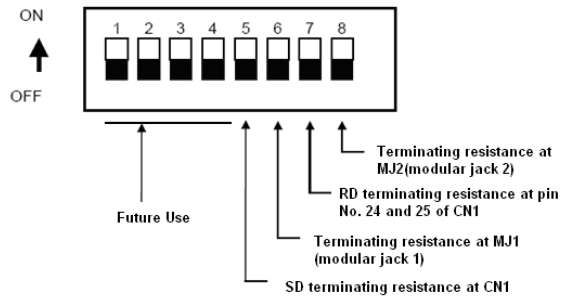 ON
1 2 3 4 5 6 7 8
OFF
Terminating resistance at
MJ2(modular jack 2)
RD terminating resistance at pin
No. 24 and 25 of CN1
Future Use
Terminating resistance at MJ1
(modular jack 1)
SD terminating resistance at CN1